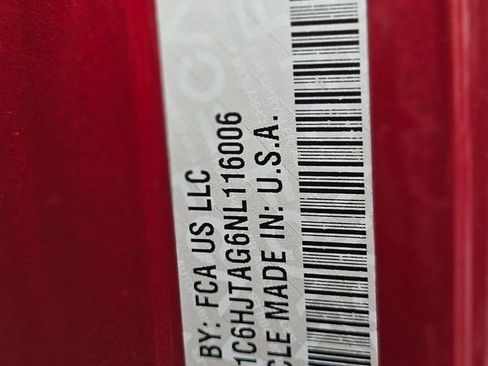 BY: FCA US LLC
1C6HJTAG6NL116006
CLE MADE IN: U.S.A.